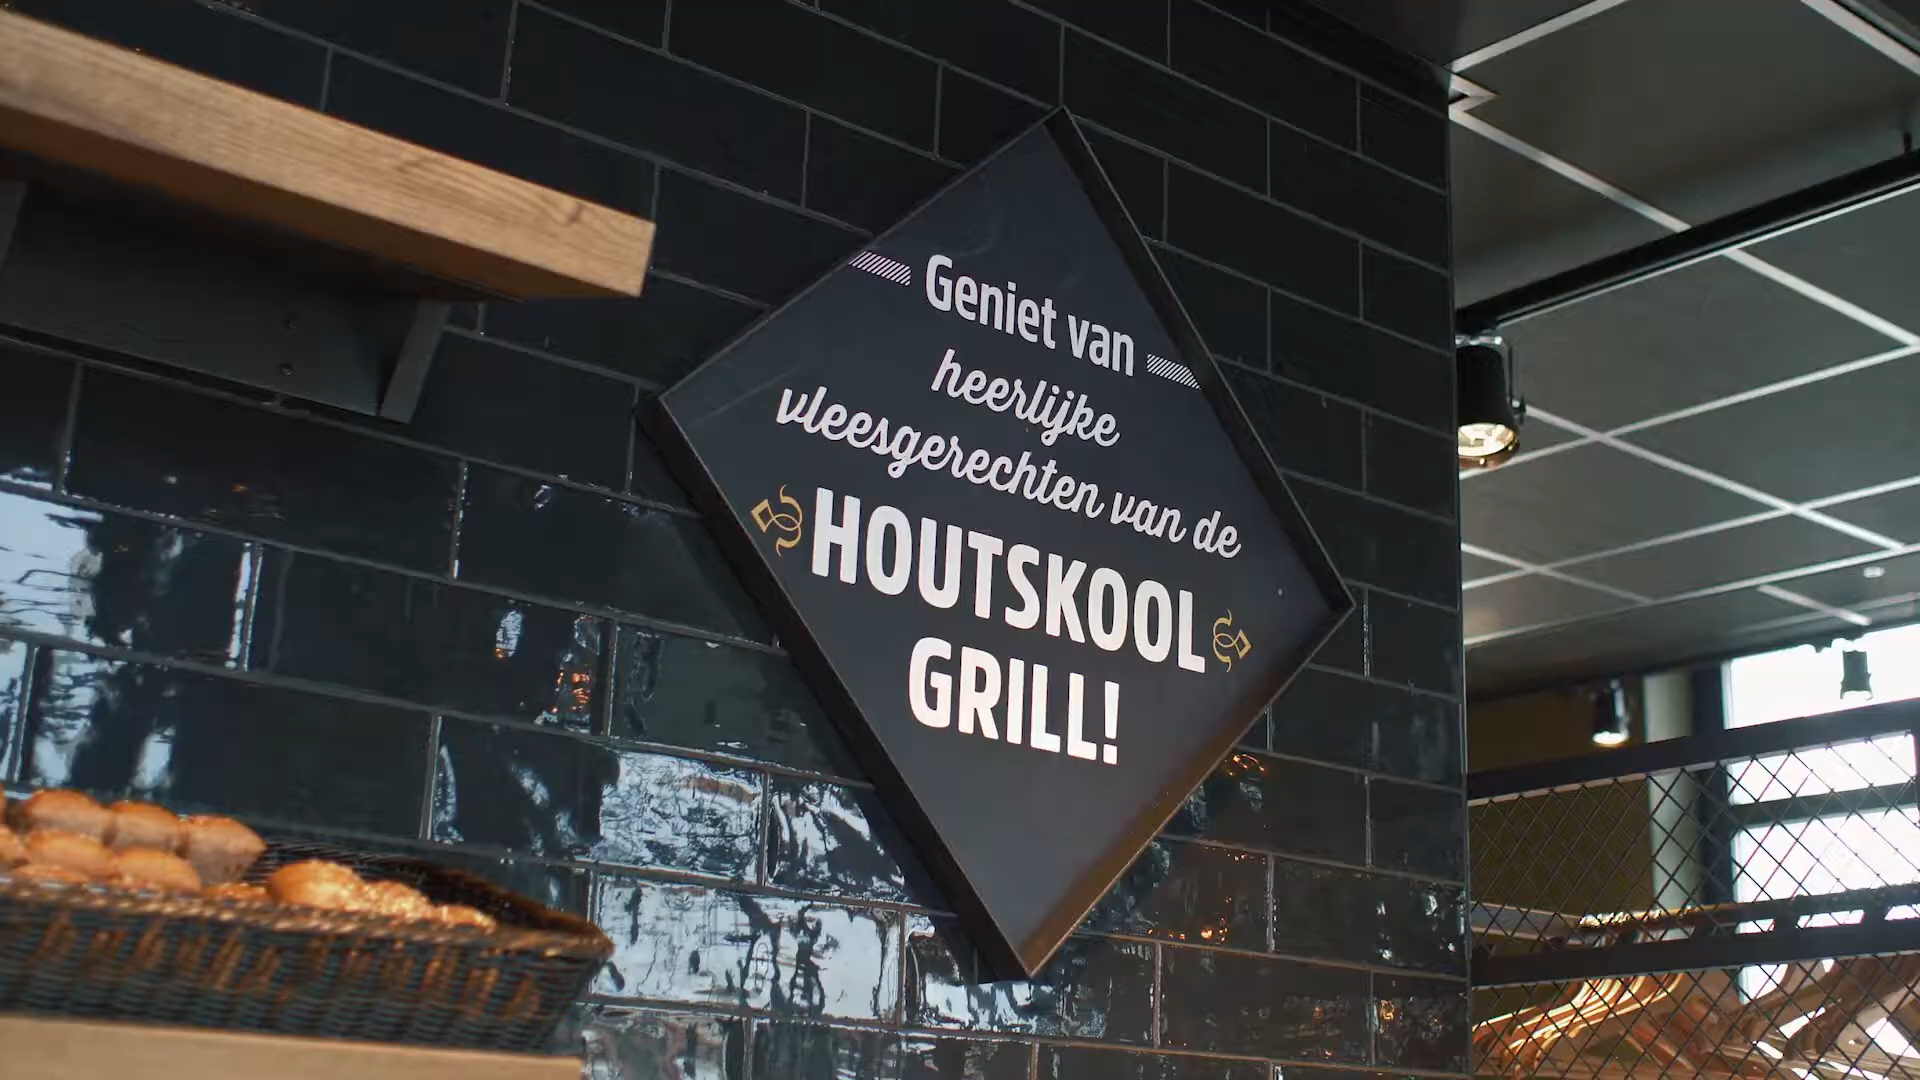 Geniet van
heerlijke
vleesgerechten van de
HOUTSKOOL
GRILL!